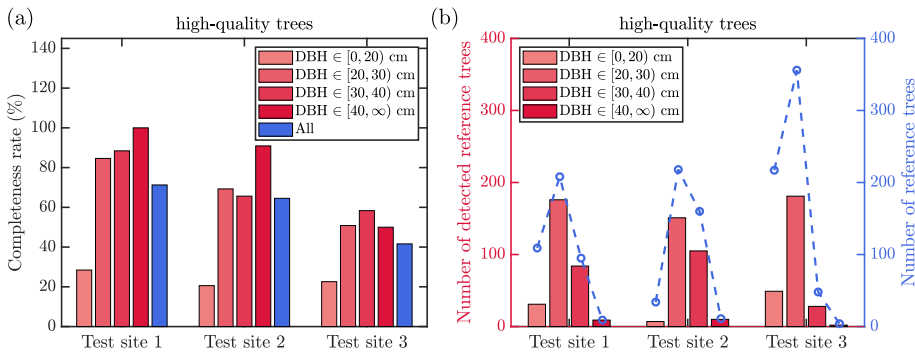 (a)
high-quality trees
140
120
100
80
60
40
20
0
Completeness rate (%)
DBH ∈ [0, 20) cm
DBH ∈ [20, 30) cm
DBH ∈ [30, 40) cm
DBH ∈ [40, ∞) cm
All
Test site 1
Test site 2
Test site 3
(b)
high-quality trees
400
300
200
100
0
Number of detected reference trees
DBH ∈ [0, 20) cm
DBH ∈ [20, 30) cm
DBH ∈ [30, 40) cm
DBH ∈ [40, ∞) cm
400
300
200
100
0
Number of reference trees
Test site 1
Test site 2
Test site 3